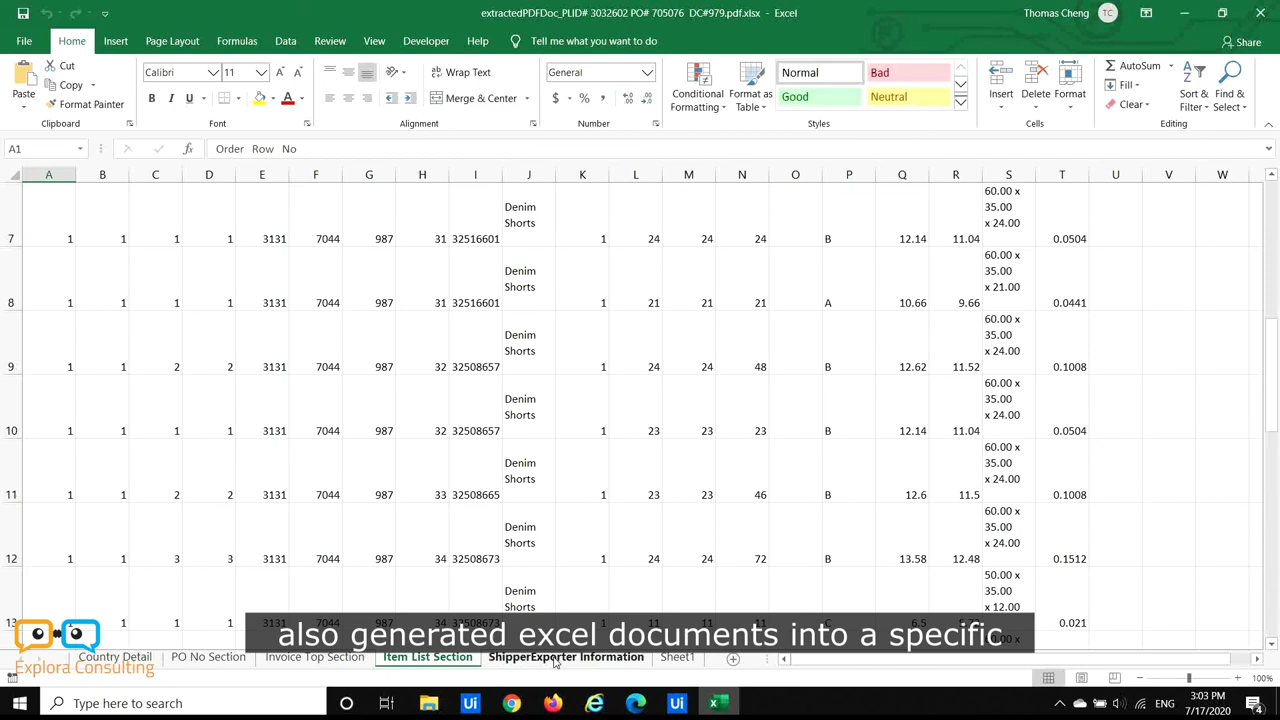 extractedPDFDoc_PLID# 3032602 PO# 705076 DC#979.pdf.xlsx - Excel
Thomas Cheng TC
File Home Insert Page Layout Formulas Data Review View Developer Help Tell me what you want to do Share
Paste Cut Copy Format Painter
Calibri 11
B I U A
Wrap Text
Merge & Center
General
$ % ,
Conditional Formatting
Format as Table
Normal Bad
Good Neutral
Insert Delete Format
AutoSum
Fill
Clear
Sort & Filter
Find & Select
Clipboard Font Alignment Number Styles Cells Editing
A1 fx Order Row No
A B C D E F G H I J K L M N O P Q R S T U V W
7 1 1 1 1 3131 7044 987 31 32516601 Denim Shorts 1 24 24 24 B 12.14 11.04 60.00 x 35.00 x 24.00 0.0504
8 1 1 1 1 3131 7044 987 31 32516601 Denim Shorts 1 21 21 21 A 10.66 9.66 60.00 x 35.00 x 21.00 0.0441
9 1 1 2 2 3131 7044 987 32 32508657 Denim Shorts 1 24 24 48 B 12.62 11.52 60.00 x 35.00 x 24.00 0.1008
10 1 1 1 1 3131 7044 987 32 32508657 Denim Shorts 1 23 23 23 B 12.14 11.04 60.00 x 35.00 x 24.00 0.0504
11 1 1 2 2 3131 7044 987 33 32508665 Denim Shorts 1 23 23 46 B 12.6 11.5 60.00 x 35.00 x 24.00 0.1008
12 1 1 3 3 3131 7044 987 34 32508673 Denim Shorts 1 24 24 72 B 13.58 12.48 60.00 x 35.00 x 24.00 0.1512
Denim Shorts 50.00 x 35.00 x 12.00 0.021
also generated excel documents into a specific
Country Detail PO No Section Invoice Top Section Item List Section ShipperExporter Information Sheet1
Explora Consulting
100%
Type here to search
Ui Ui
ENG
3:03 PM
7/17/2020
4